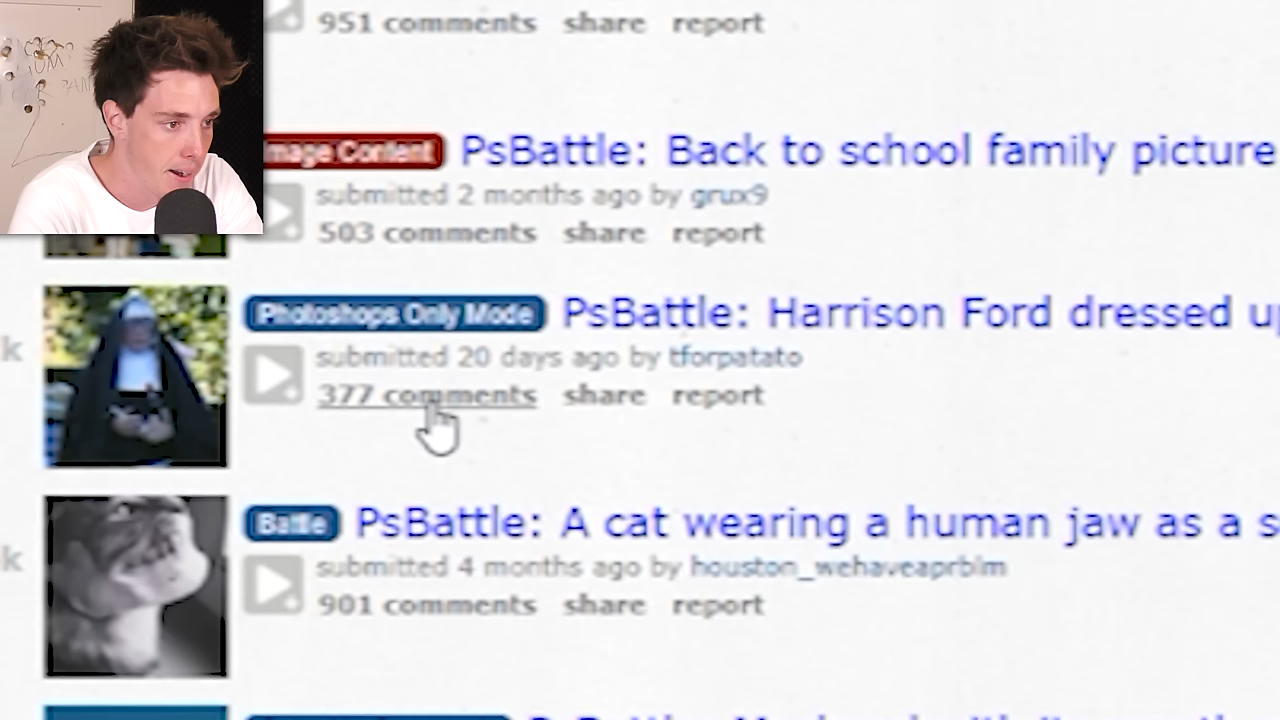 951 comments share report
mage Content PsBattle: Back to school family picture
submitted 2 months ago by grux9
503 comments share report
Photoshops Only Mode PsBattle: Harrison Ford dressed u
submitted 20 days ago by tforpatato
377 comments share report
k
Battle PsBattle: A cat wearing a human jaw as a s
submitted 4 months ago by houston_wehaveaprblm
901 comments share report
k